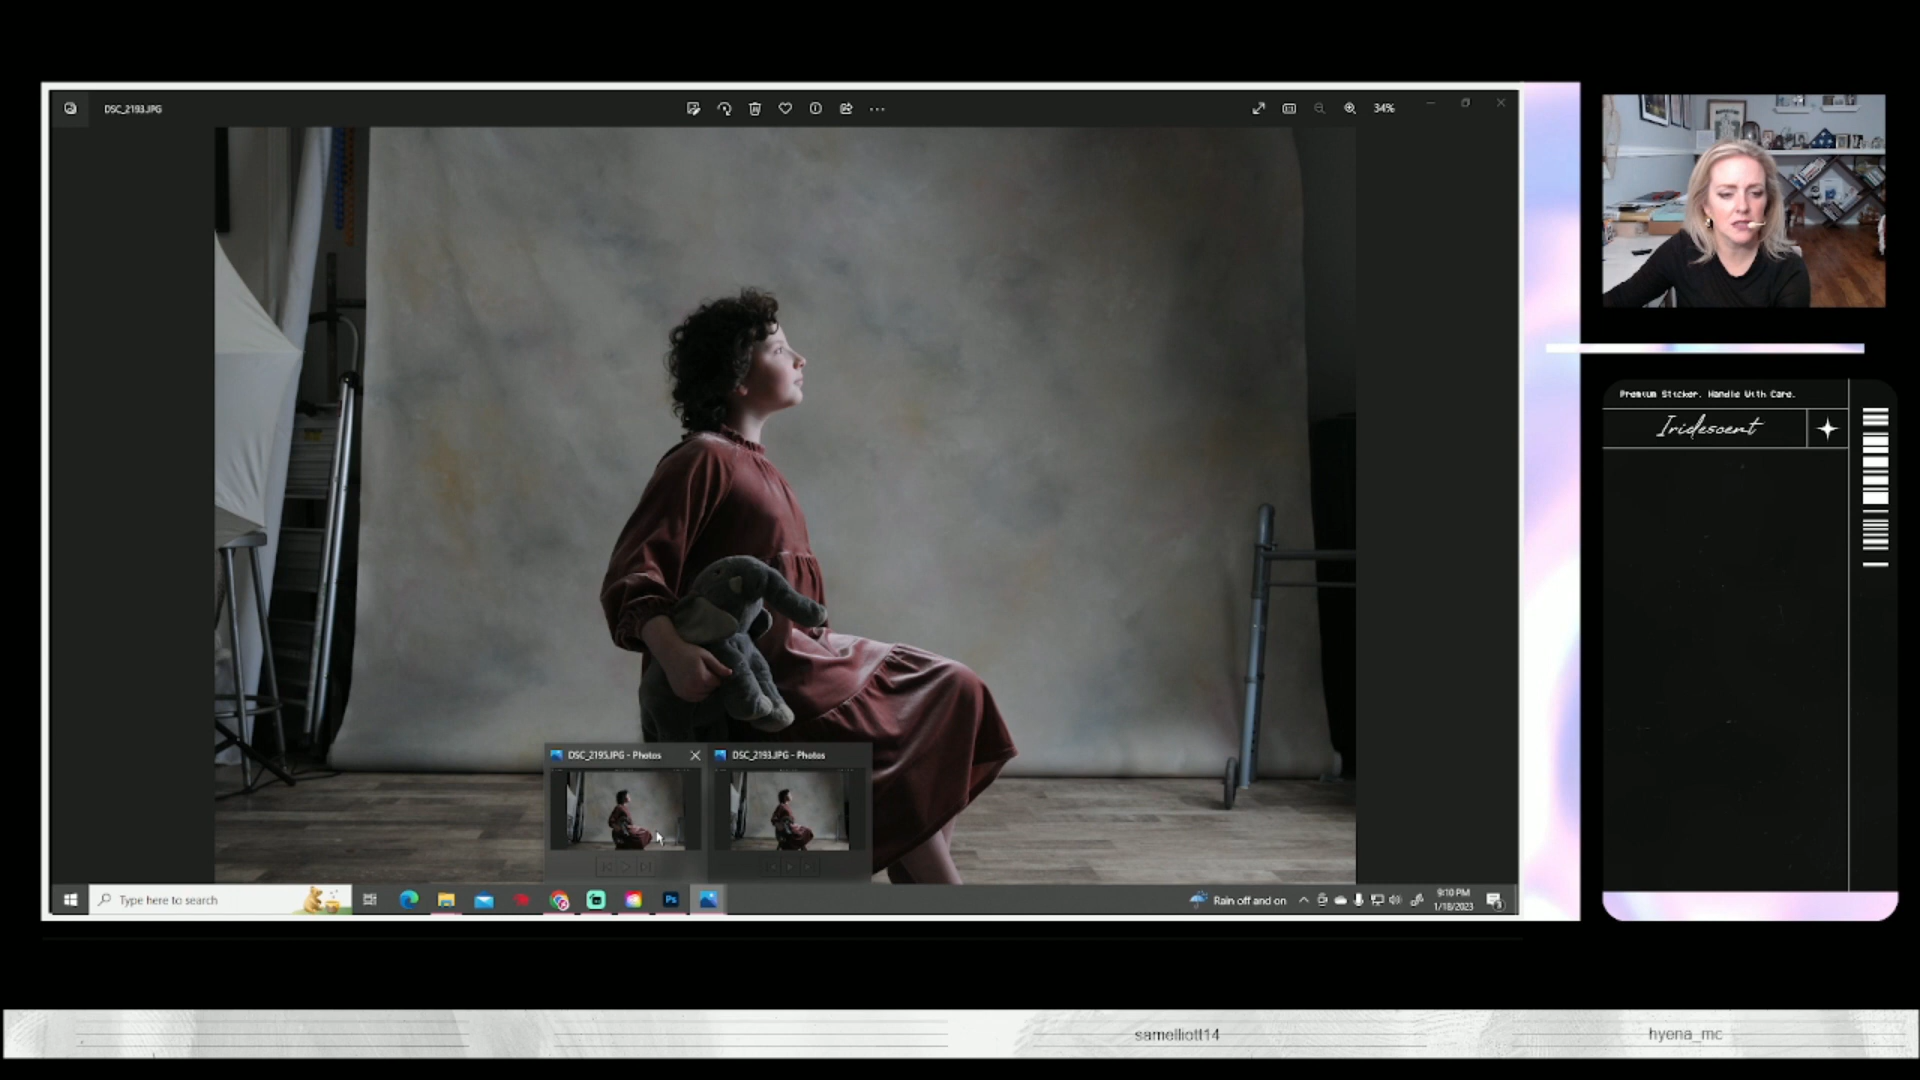 DSC_2193.JPG
34%
Premium Sticker. Handle With Care.
Iridescent
DSC_2195.JPG - Photos
DSC_2193.JPG - Photos
Type here to search
Ps
Rain off and on
9:10 PM
1/18/2023
samelliott14
hyena_mc